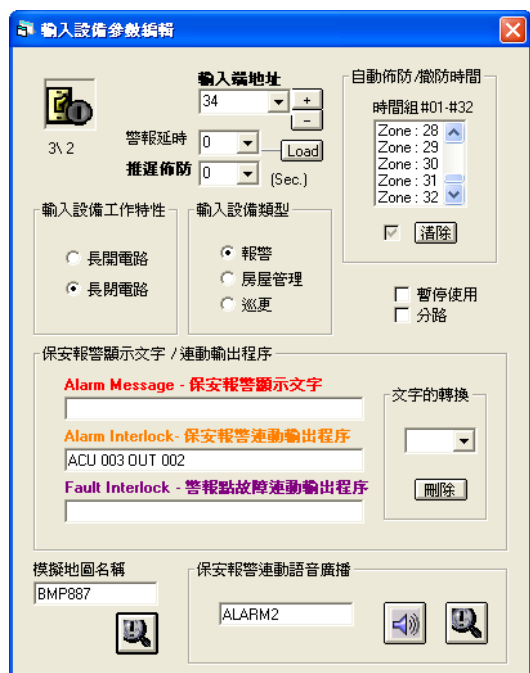 輸入設備參數編輯
輸入端地址
34
+
-
3\ 2
警報延時
0
Load
推遲佈防
0
(Sec.)
自動佈防/撤防時間
時間組#01-#32
Zone : 28
Zone : 29
Zone : 30
Zone : 31
Zone : 32
清除
輸入設備工作特性
長開電路
長閉電路
輸入設備類型
報警
房屋管理
巡更
暫停使用
分路
保安報警顯示文字 / 連動輸出程序
Alarm Message - 保安報警顯示文字
Alarm Interlock- 保安報警連動輸出程序
ACU 003 OUT 002
Fault Interlock - 警報點故障連動輸出程序
文字的轉換
刪除
模擬地圖名稱
BMP887
保安報警連動語音廣播
ALARM2